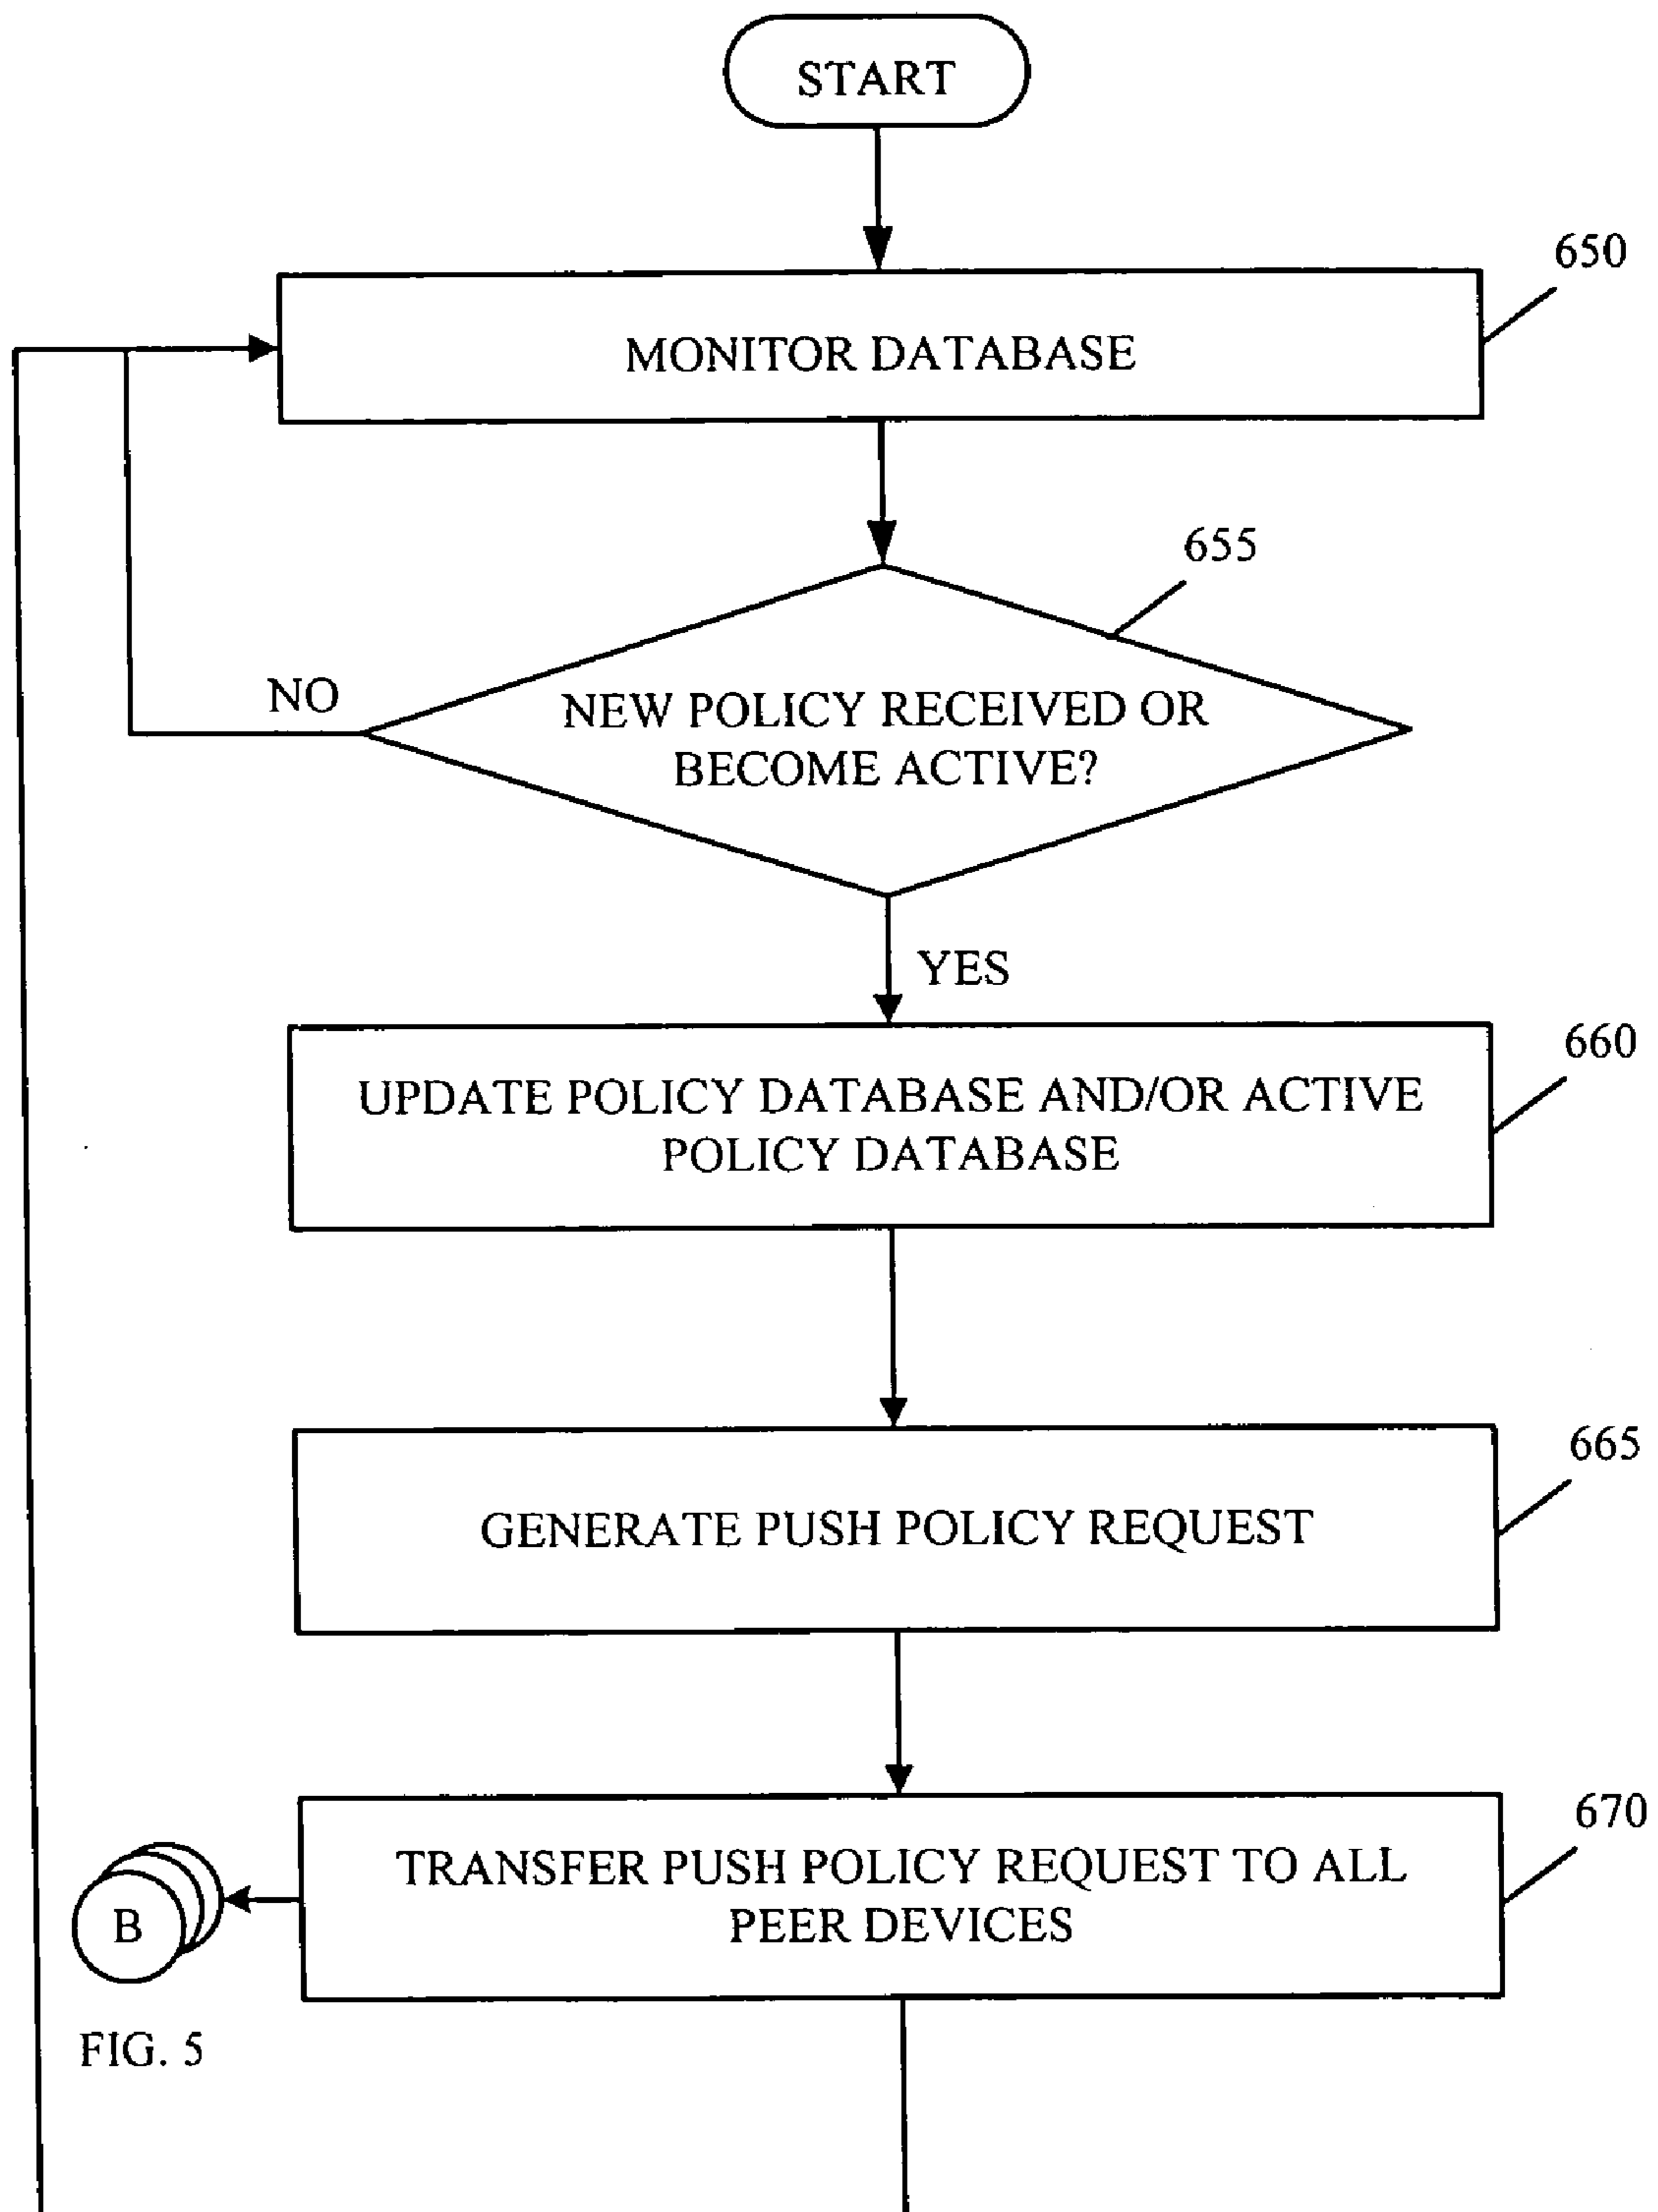 START
650
MONITOR DATABASE
655
NO
NEW POLICY RECEIVED OR
BECOME ACTIVE?
YES
660
UPDATE POLICY DATABASE AND/OR ACTIVE
POLICY DATABASE
665
GENERATE PUSH POLICY REQUEST
670
TRANSFER PUSH POLICY REQUEST TO ALL
PEER DEVICES
B
FIG. 5